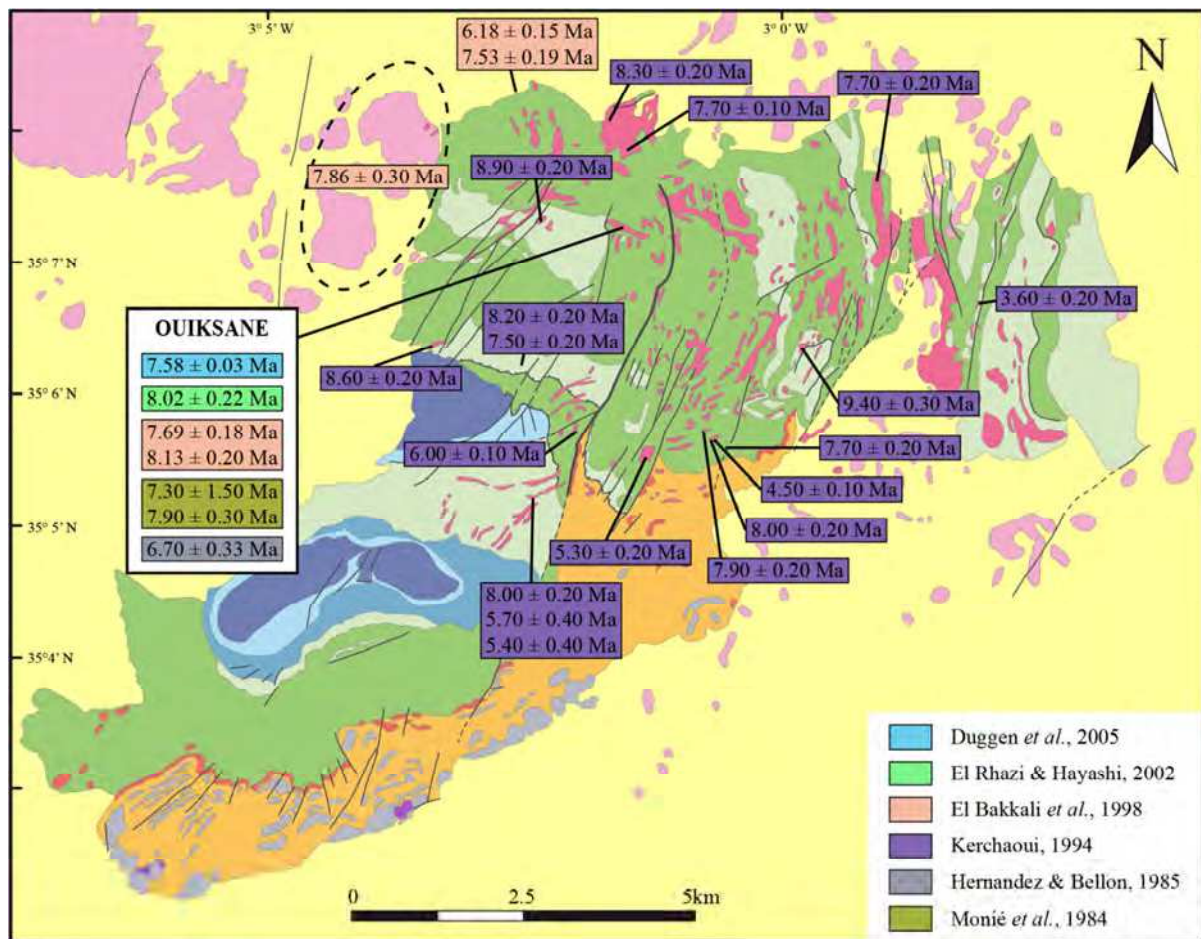 3° 5' W
3° 0' W
6.18 ± 0.15 Ma
7.53 ± 0.19 Ma
8.30 ± 0.20 Ma
7.70 ± 0.10 Ma
7.70 ± 0.20 Ma
N
7.86 ± 0.30 Ma
8.90 ± 0.20 Ma
35° 7' N
3.60 ± 0.20 Ma
OUIKSANE
7.58 ± 0.03 Ma
8.02 ± 0.22 Ma
7.69 ± 0.18 Ma
8.13 ± 0.20 Ma
7.30 ± 1.50 Ma
7.90 ± 0.30 Ma
6.70 ± 0.33 Ma
8.20 ± 0.20 Ma
7.50 ± 0.20 Ma
8.60 ± 0.20 Ma
35° 6' N
9.40 ± 0.30 Ma
6.00 ± 0.10 Ma
7.70 ± 0.20 Ma
4.50 ± 0.10 Ma
35° 5' N
8.00 ± 0.20 Ma
5.30 ± 0.20 Ma
7.90 ± 0.20 Ma
8.00 ± 0.20 Ma
5.70 ± 0.40 Ma
5.40 ± 0.40 Ma
35° 4' N
Duggen et al., 2005
El Rhazi & Hayashi, 2002
El Bakkali et al., 1998
Kerchaoui, 1994
Hernandez & Bellon, 1985
Monié et al., 1984
0 2.5 5km